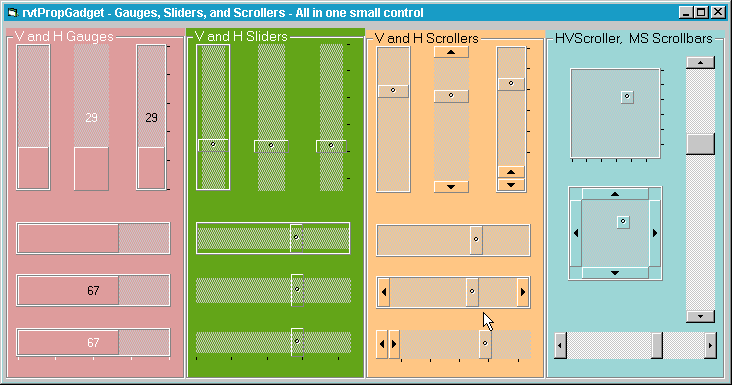 rvtPropGadget - Gauges, Sliders, and Scrollers - All in one small control
V and H Gauges
V and H Sliders
V and H Scrollers
HVScroller, MS Scrollbars
29
29
67
67